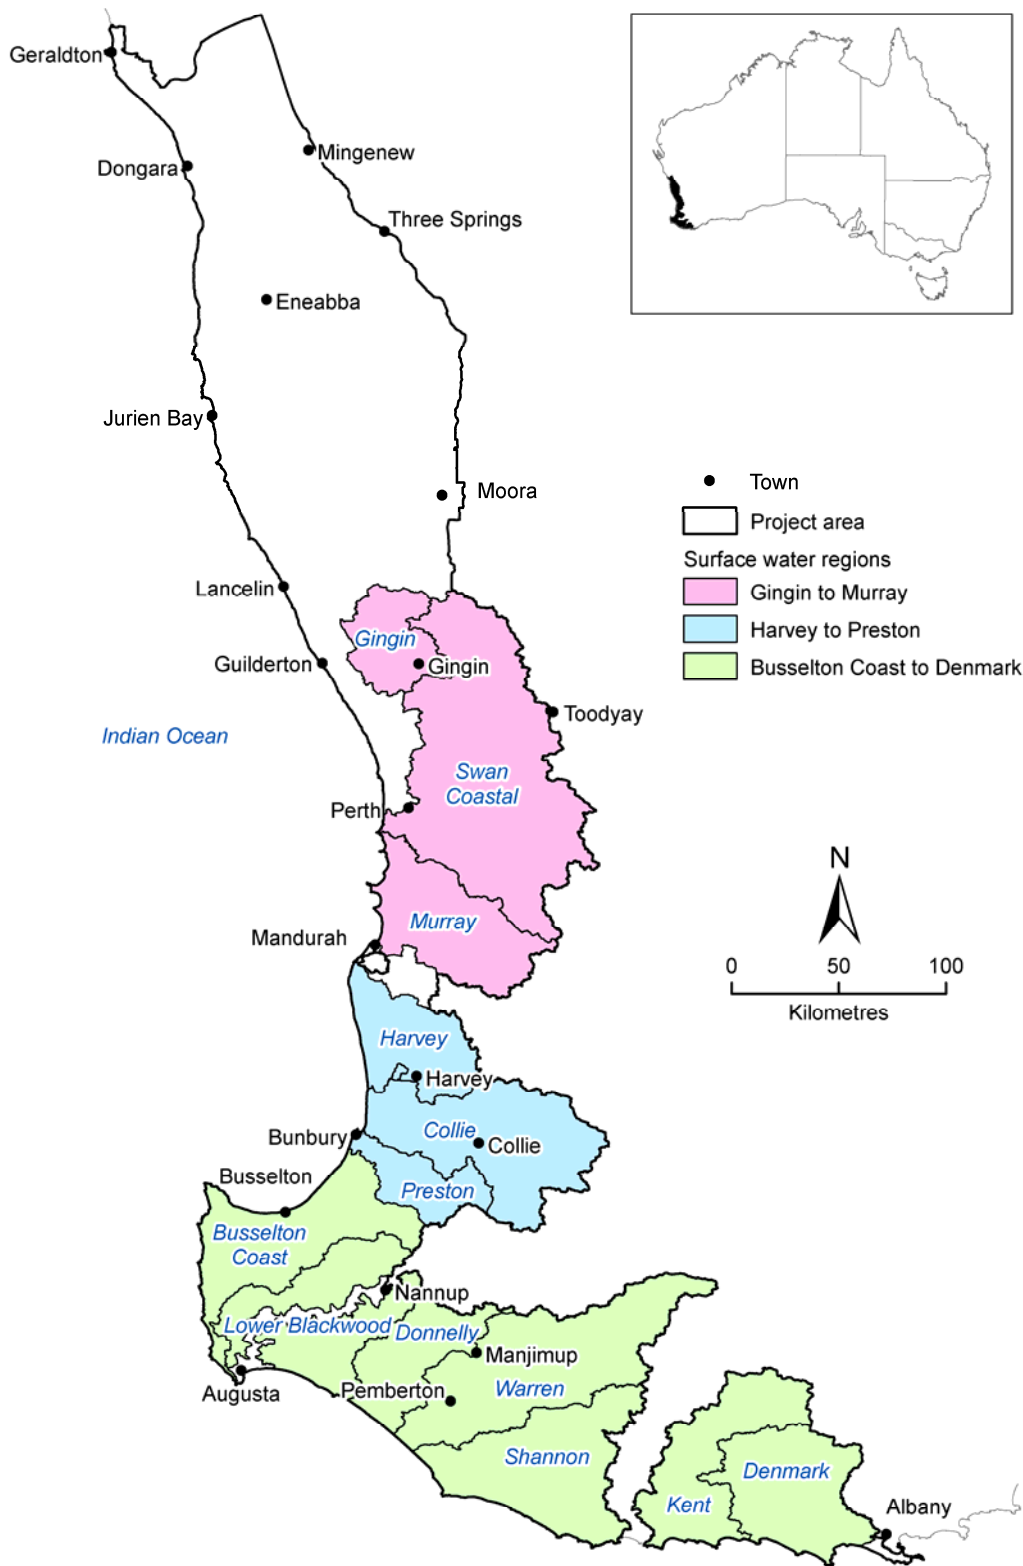 Geraldton
Mingenew
Dongara
Three Springs
Eneabba
Jurien Bay
Moora
Town
Project area
Surface water regions
Gingin to Murray
Harvey to Preston
Busselton Coast to Denmark
Lancelin
Gingin
Guilderton
Gingin
Toodyay
Indian Ocean
Swan
Coastal
Perth
N
Murray
Mandurah
0 50 100
Kilometres
Harvey
Harvey
Bunbury
Collie
Collie
Busselton
Preston
Busselton
Coast
Nannup
Lower Blackwood
Donnelly
Manjimup
Augusta
Pemberton
Warren
Shannon
Denmark
Kent
Albany